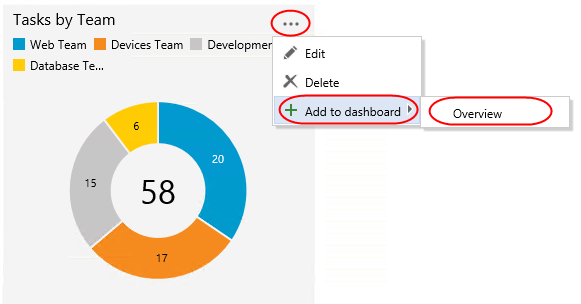 Tasks by Team
Web Team Devices Team Developmen
Database Te...
Edit
Delete
Add to dashboard
Overview
6
20
15
58
17